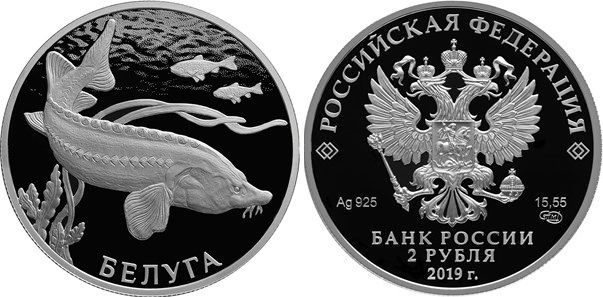 БЕЛУГА
РОССИЙСКАЯ ФЕДЕРАЦИЯ
Ag 925 15,55
БАНК РОССИИ
2 РУБЛЯ
2019 г.